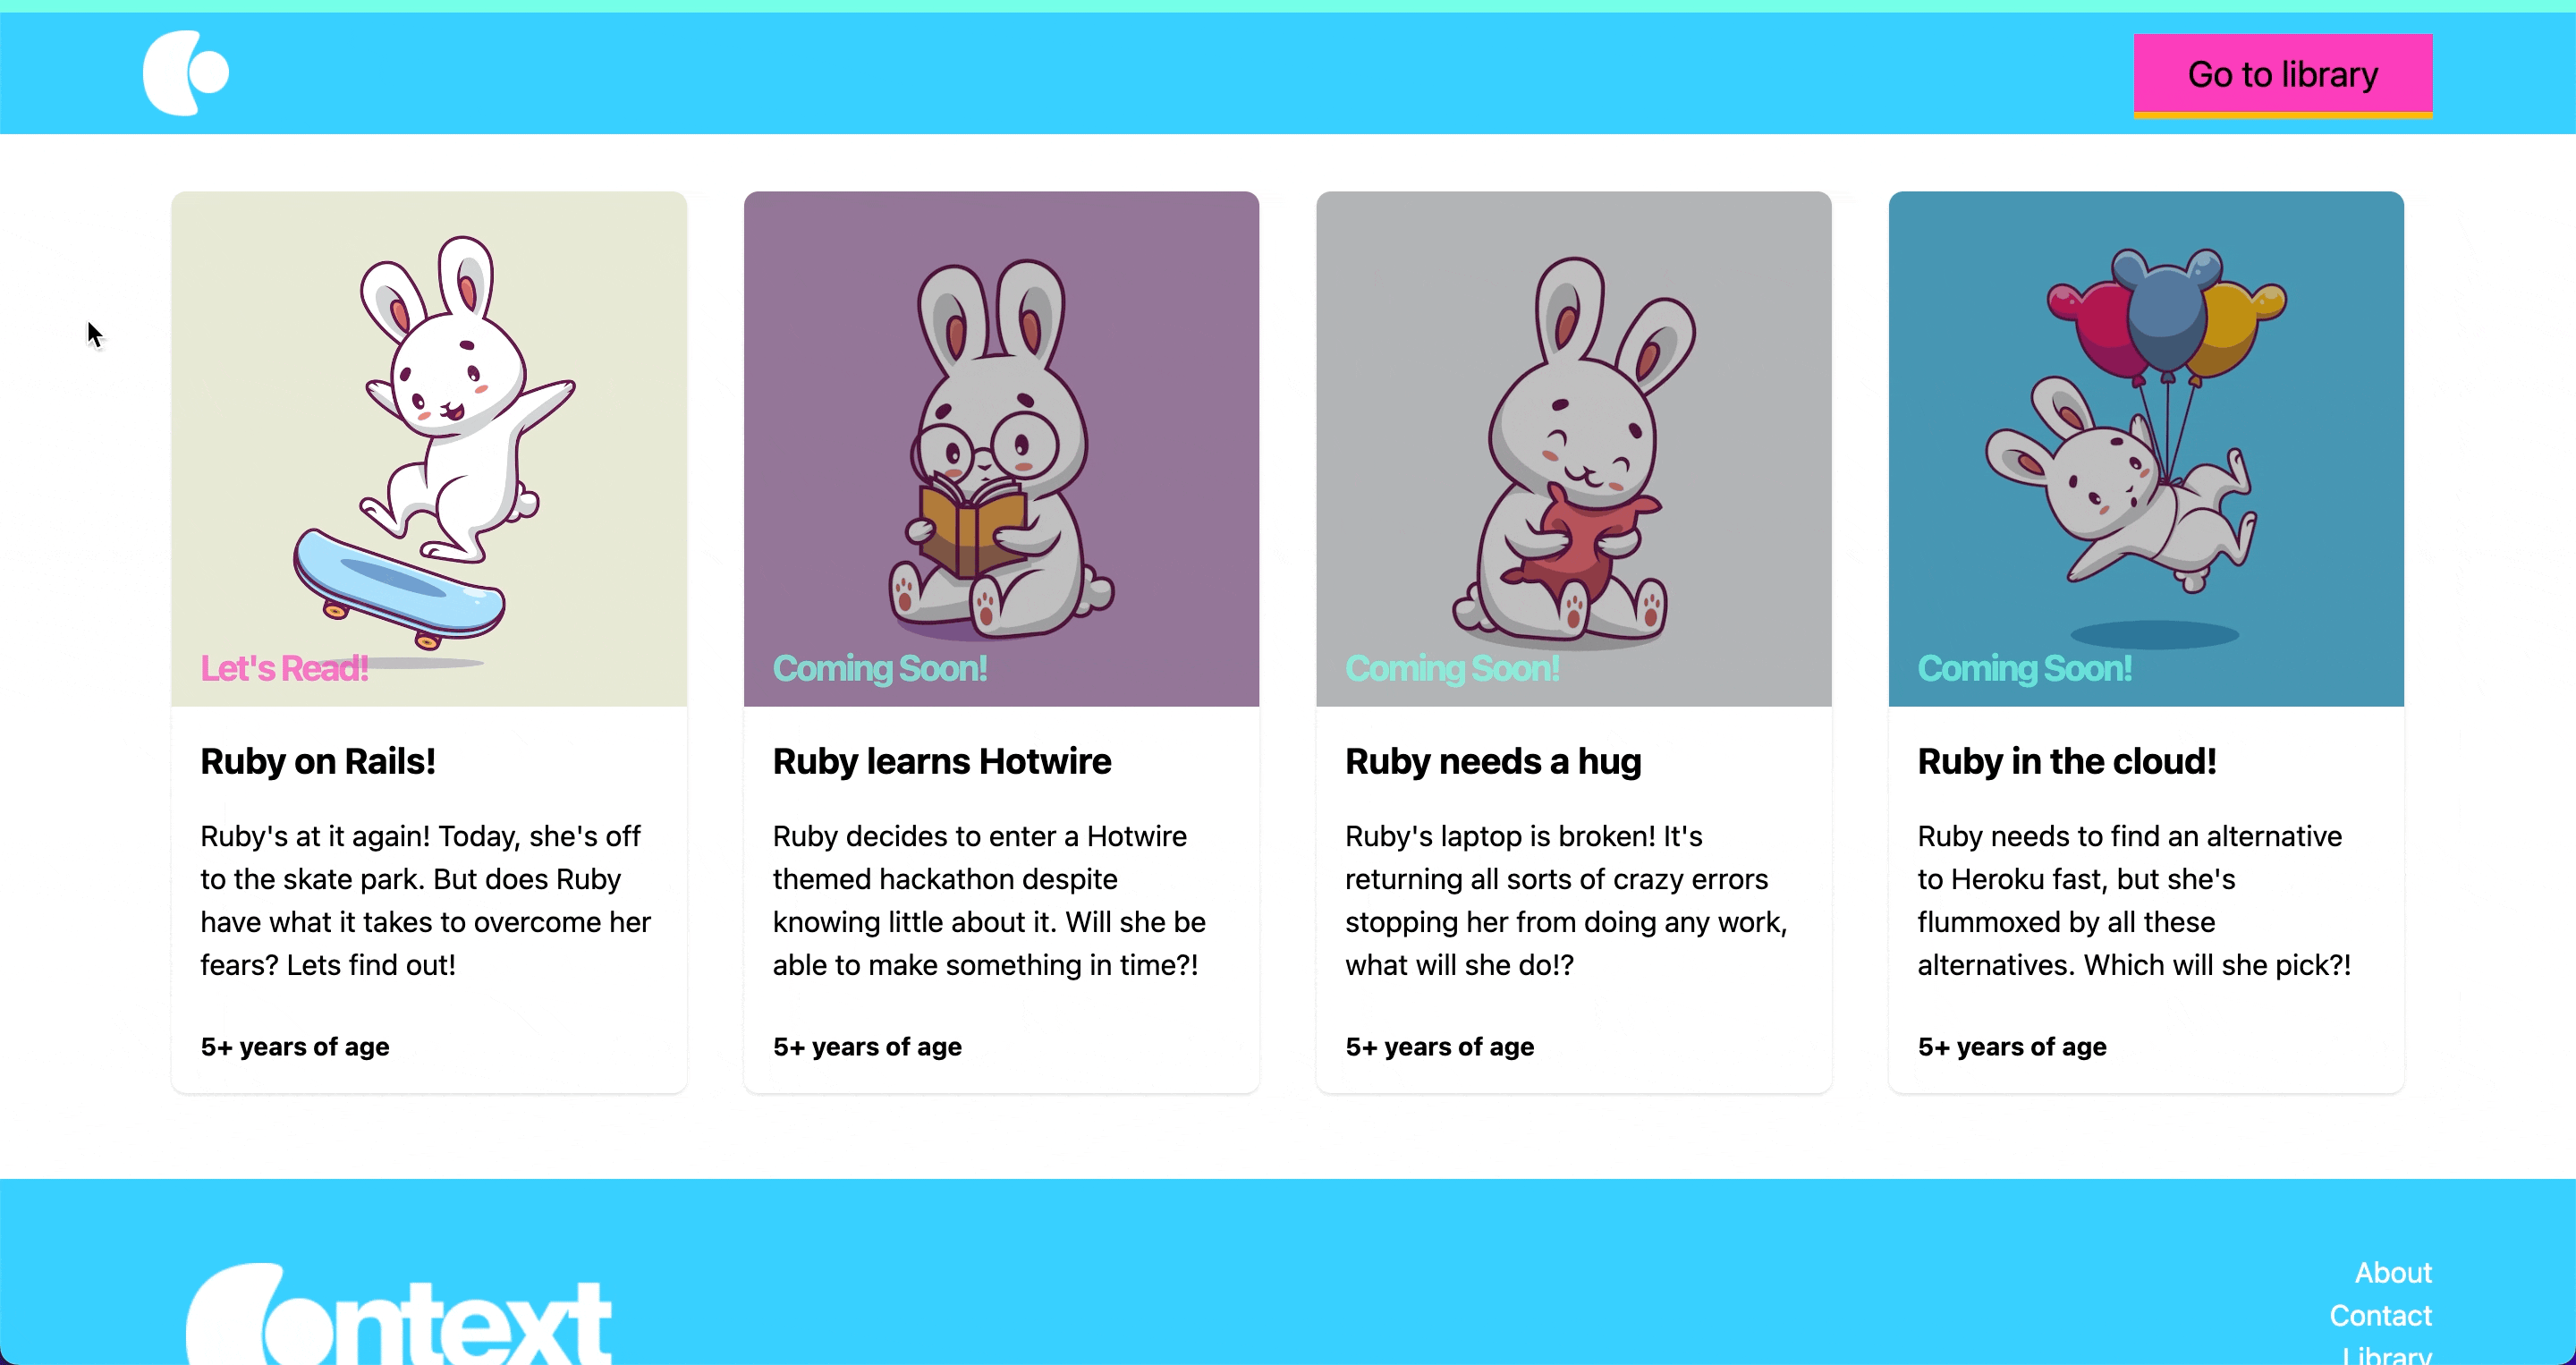 Go to library
Let's Read!
Ruby on Rails!
Ruby's at it again! Today, she's off
to the skate park. But does Ruby
have what it takes to overcome her
fears? Lets find out!
5+ years of age
Coming Soon!
Ruby learns Hotwire
Ruby decides to enter a Hotwire
themed hackathon despite
knowing little about it. Will she be
able to make something in time?!
5+ years of age
Coming Soon!
Ruby needs a hug
Ruby's laptop is broken! It's
returning all sorts of crazy errors
stopping her from doing any work,
what will she do!?
5+ years of age
Coming Soon!
Ruby in the cloud!
Ruby needs to find an alternative
to Heroku fast, but she's
flummoxed by all these
alternatives. Which will she pick?!
5+ years of age
Context
About
Contact
Library